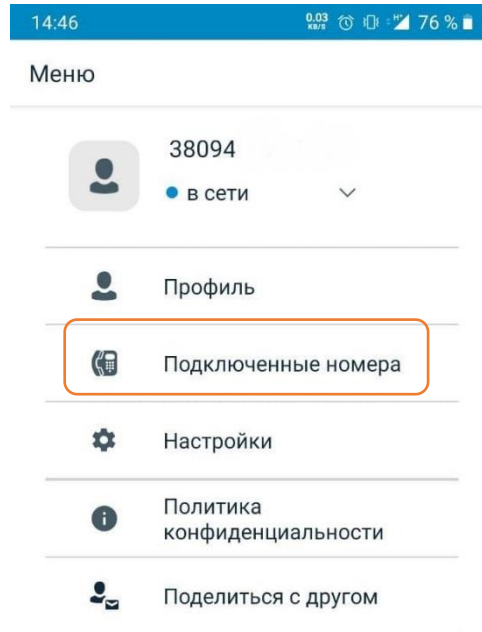 14:46 0.03 KB/S H+ 76 %
Меню
38094
в сети
Профиль
Подключенные номера
Настройки
Политика
конфиденциальности
Поделиться с другом